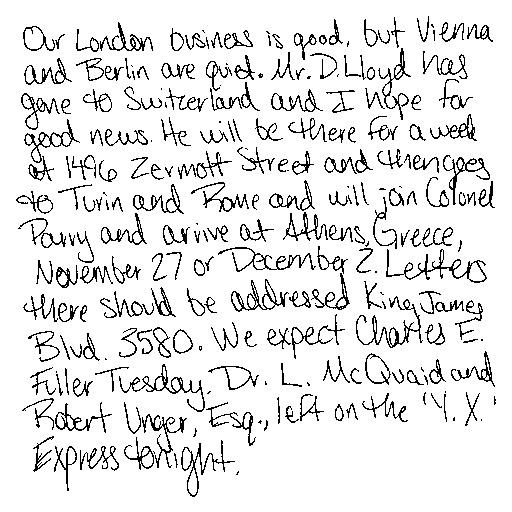 Our London business is good, but Vienna
and Berlin are quiet. Mr. D. Lloyd has
gone to Switzerland and I hope for
good news. He will be there for a week
at 1496 Zermott Street and then goes
to Turin and Rome and will join Colonel
Parry and arrive at Athens, Greece,
November 27 or December 2. Letters
there should be addressed King James
Blvd. 3580. We expect Charles E.
Fuller Tuesday. Dr. L. McQuaid and
Robert Unger, Esq., left on the 'Y. X.'
Express tonight.